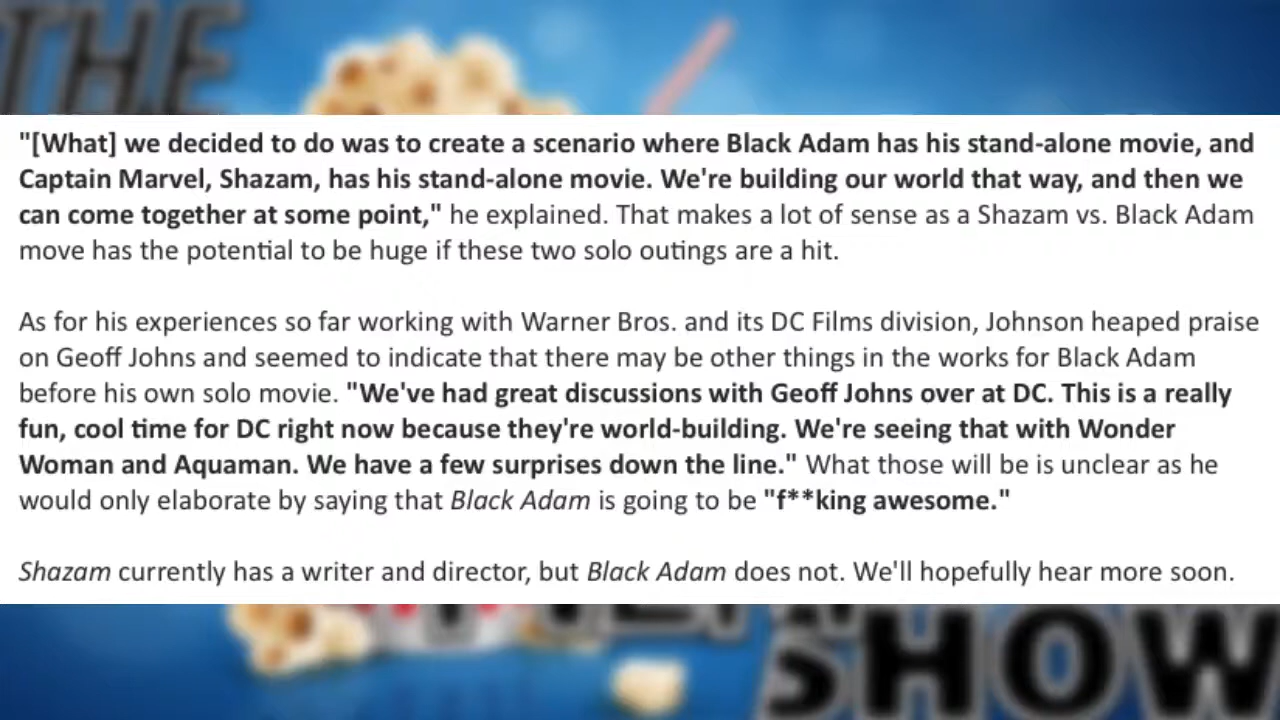 THE
"[What] we decided to do was to create a scenario where Black Adam has his stand-alone movie, and
Captain Marvel, Shazam, has his stand-alone movie. We're building our world that way, and then we
can come together at some point," he explained. That makes a lot of sense as a Shazam vs. Black Adam
move has the potential to be huge if these two solo outings are a hit.
As for his experiences so far working with Warner Bros. and its DC Films division, Johnson heaped praise
on Geoff Johns and seemed to indicate that there may be other things in the works for Black Adam
before his own solo movie. "We've had great discussions with Geoff Johns over at DC. This is a really
fun, cool time for DC right now because they're world-building. We're seeing that with Wonder
Woman and Aquaman. We have a few surprises down the line." What those will be is unclear as he
would only elaborate by saying that Black Adam is going to be "f**king awesome."
Shazam currently has a writer and director, but Black Adam does not. We'll hopefully hear more soon.
SHOW